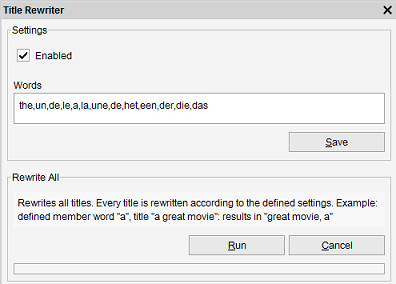 Title Rewriter
Settings
Enabled
Words
the,un,de,le,a,la,une,de,het,een,der,die,das
Save
Rewrite All
Rewrites all titles. Every title is rewritten according to the defined settings. Example:
defined member word "a", title "a great movie": results in "great movie, a"
Run Cancel